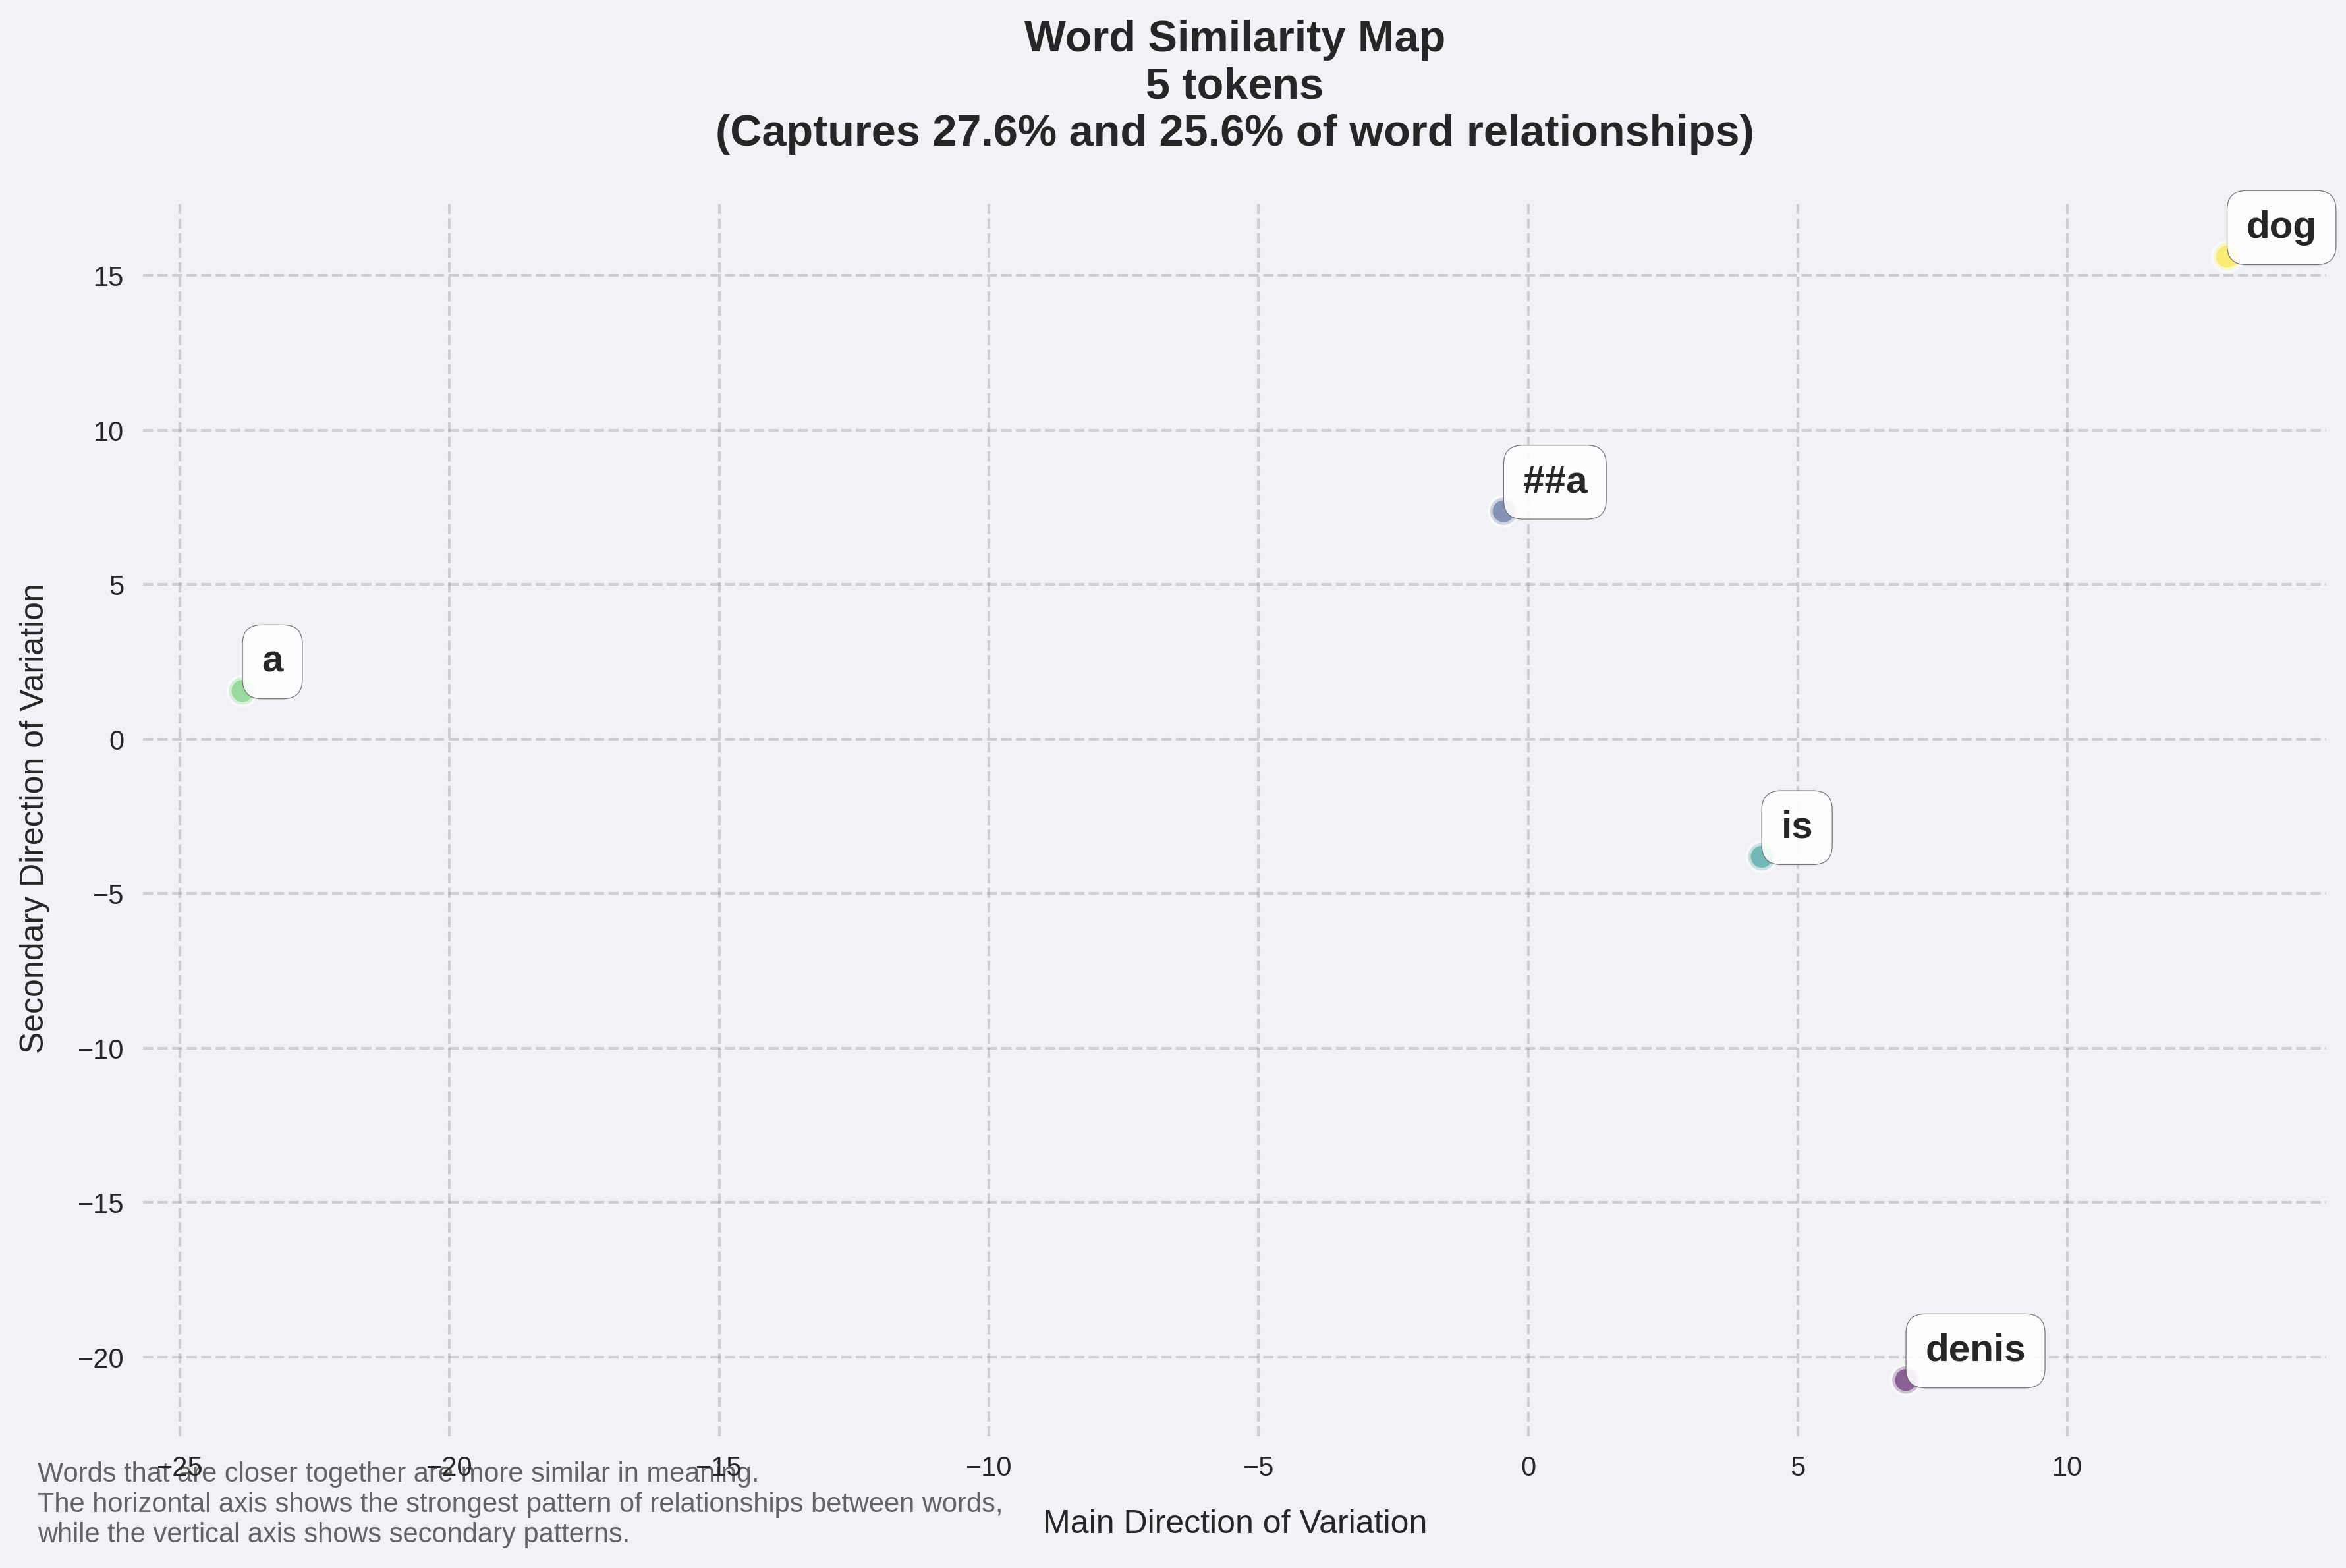 Word Similarity Map
5 tokens
(Captures 27.6% and 25.6% of word relationships)
dog
15
10
##a
5
a
0
is
−5
−10
−15
denis
−20
Secondary Direction of Variation
−25
−20
−15
−10
−5
0
5
10
Words that are closer together are more similar in meaning.
The horizontal axis shows the strongest pattern of relationships between words,
while the vertical axis shows secondary patterns.
Main Direction of Variation